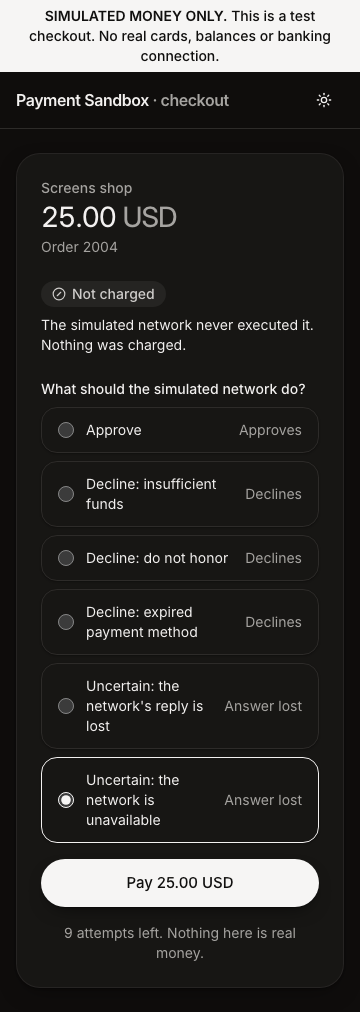 SIMULATED MONEY ONLY. This is a test
checkout. No real cards, balances or banking
connection.
Payment Sandbox · checkout
Screens shop
25.00 USD
Order 2004
Not charged
The simulated network never executed it.
Nothing was charged.
What should the simulated network do?
Approve Approves
Decline: insufficient
funds Declines
Decline: do not honor Declines
Decline: expired
payment method Declines
Uncertain: the
network's reply is
lost Answer lost
Uncertain: the
network is
unavailable Answer lost
Pay 25.00 USD
9 attempts left. Nothing here is real
money.